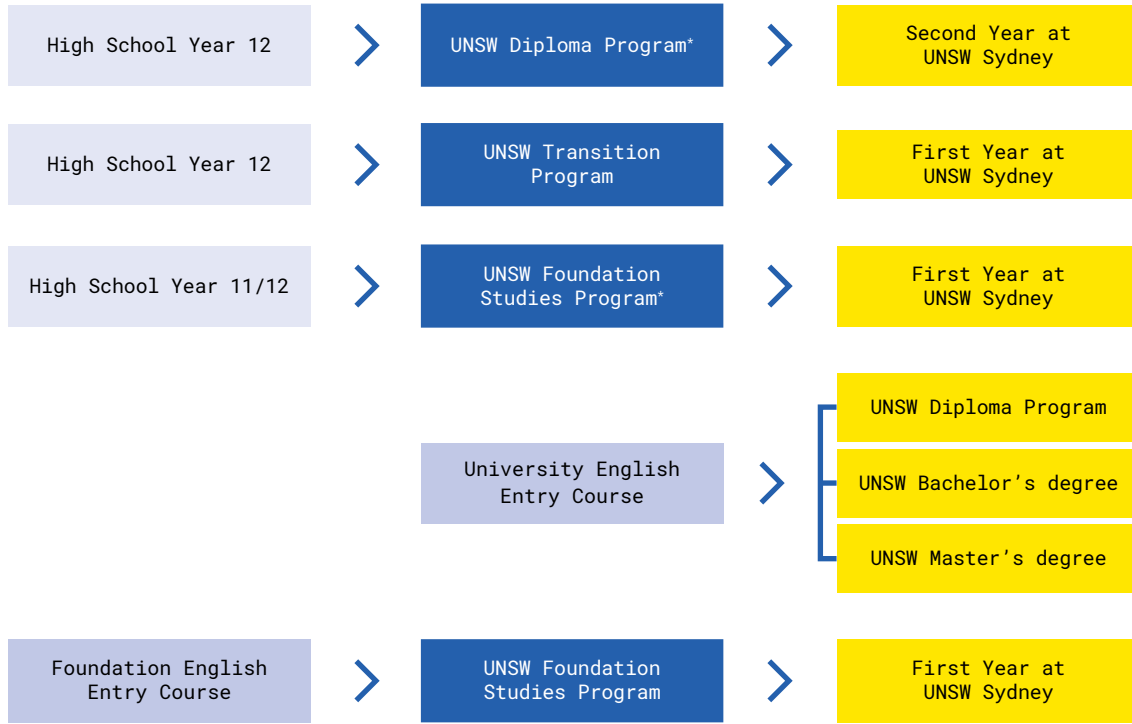 High School Year 12
UNSW Diploma Program*
Second Year at
UNSW Sydney
High School Year 12
UNSW Transition
Program
First Year at
UNSW Sydney
High School Year 11/12
UNSW Foundation
Studies Program*
First Year at
UNSW Sydney
University English
Entry Course
UNSW Diploma Program
UNSW Bachelor’s degree
UNSW Master’s degree
Foundation English
Entry Course
UNSW Foundation
Studies Program
First Year at
UNSW Sydney